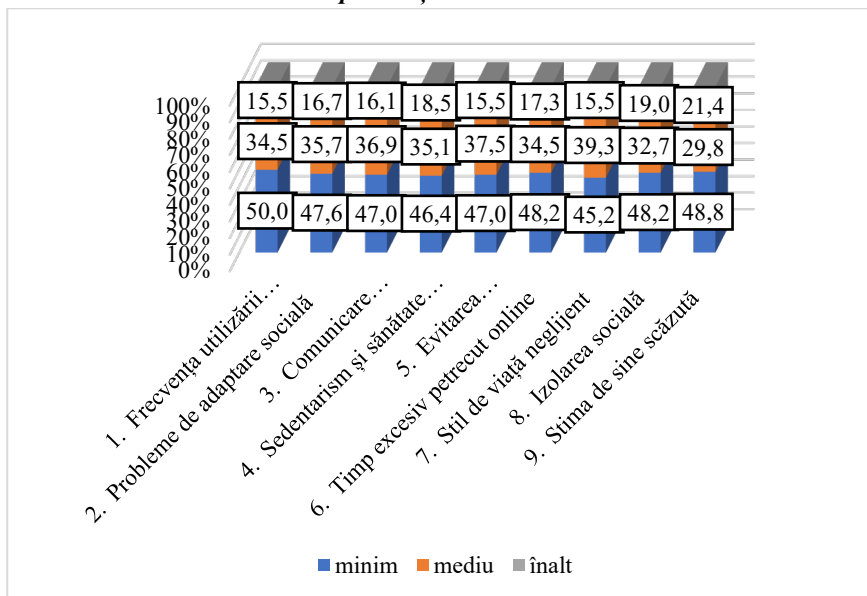 100%
90%
80%
70%
60%
50%
40%
30%
20%
10%
0%
15,5 16,7 16,1 18,5 15,5 17,3 15,5 19,0 21,4
34,5 35,7 36,9 35,1 37,5 34,5 39,3 32,7 29,8
50,0 47,6 47,0 46,4 47,0 48,2 45,2 48,2 48,8
1. Frecvența utilizării…
2. Probleme de adaptare socială
3. Comunicare…
4. Sedentarism și sănătate…
5. Evitarea…
6. Timp excesiv petrecut online
7. Stil de viață neglijent
8. Izolarea socială
9. Stima de sine scăzută
minim mediu înalt